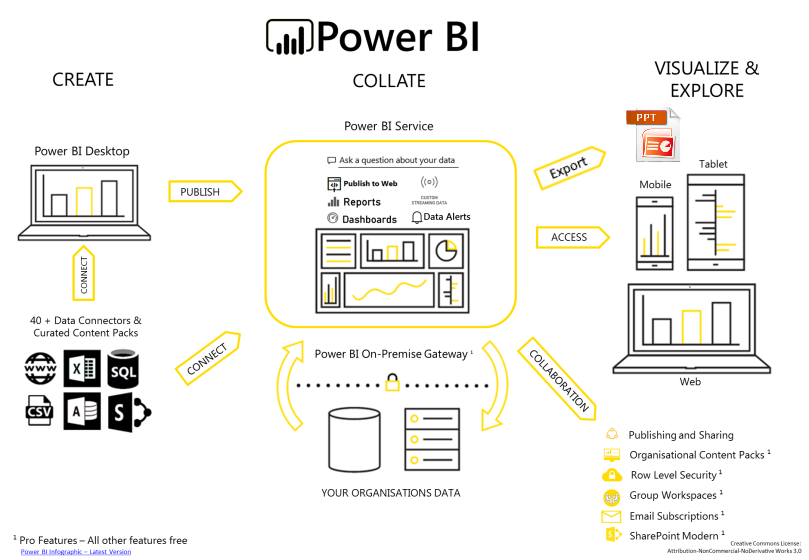 Power BI
CREATE
COLLATE
VISUALIZE &
EXPLORE
Power BI Desktop
PUBLISH
CONNECT
40 + Data Connectors &
Curated Content Packs
WWW
X
SQL
CSV
A
S
CONNECT
Power BI Service
Ask a question about your data
Publish to Web
Reports
CUSTOM
STREAMING DATA
Dashboards
Data Alerts
Power BI On-Premise Gateway ¹
YOUR ORGANISATIONS DATA
Export
ACCESS
COLLABORATION
PPT
Tablet
Mobile
Web
Publishing and Sharing
Organisational Content Packs ¹
Row Level Security ¹
Group Workspaces ¹
Email Subscriptions ¹
SharePoint Modern ¹
¹ Pro Features – All other features free
Power BI Infographic – Latest Version
Creative Commons License:
Attribution-NonCommercial-NoDerivative Works 3.0